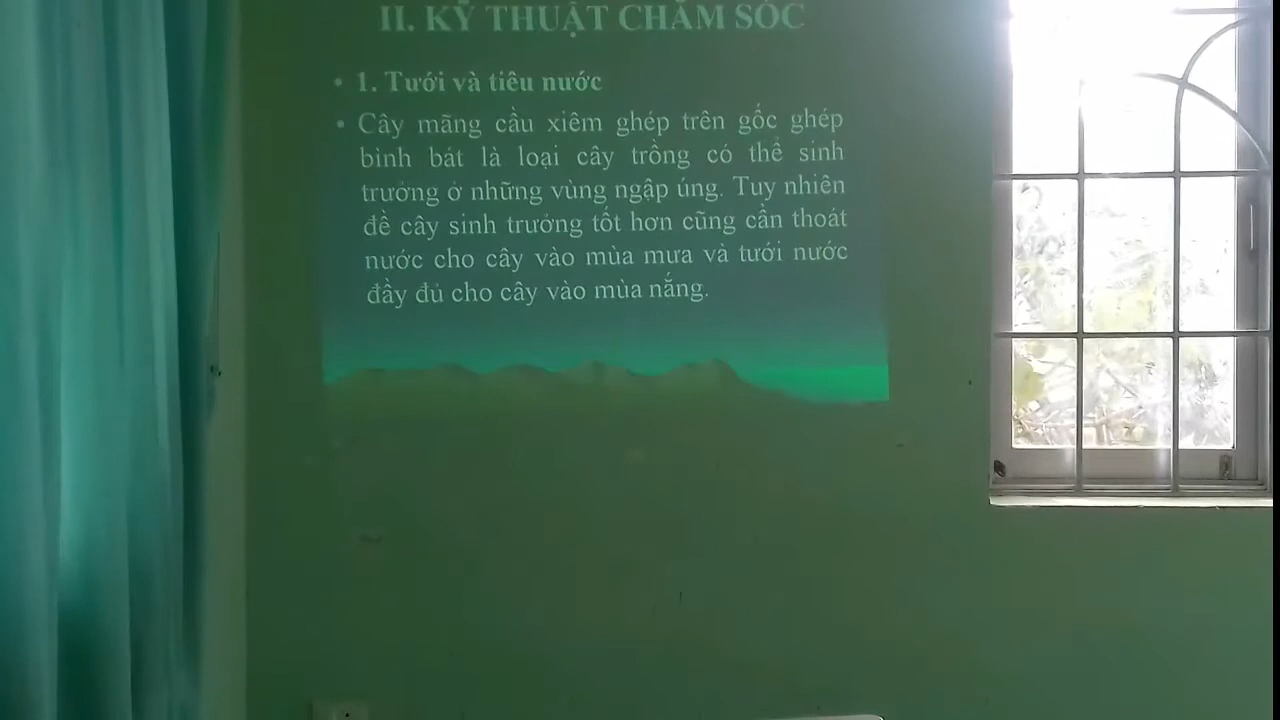 II. KỸ THUẬT CHĂM SÓC
• 1. Tưới và tiêu nước
• Cây mãng cầu xiêm ghép trên gốc ghép
bình bát là loại cây trồng có thể sinh
trưởng ở những vùng ngập úng. Tuy nhiên
để cây sinh trưởng tốt hơn cũng cần thoát
nước cho cây vào mùa mưa và tưới nước
đầy đủ cho cây vào mùa nắng.